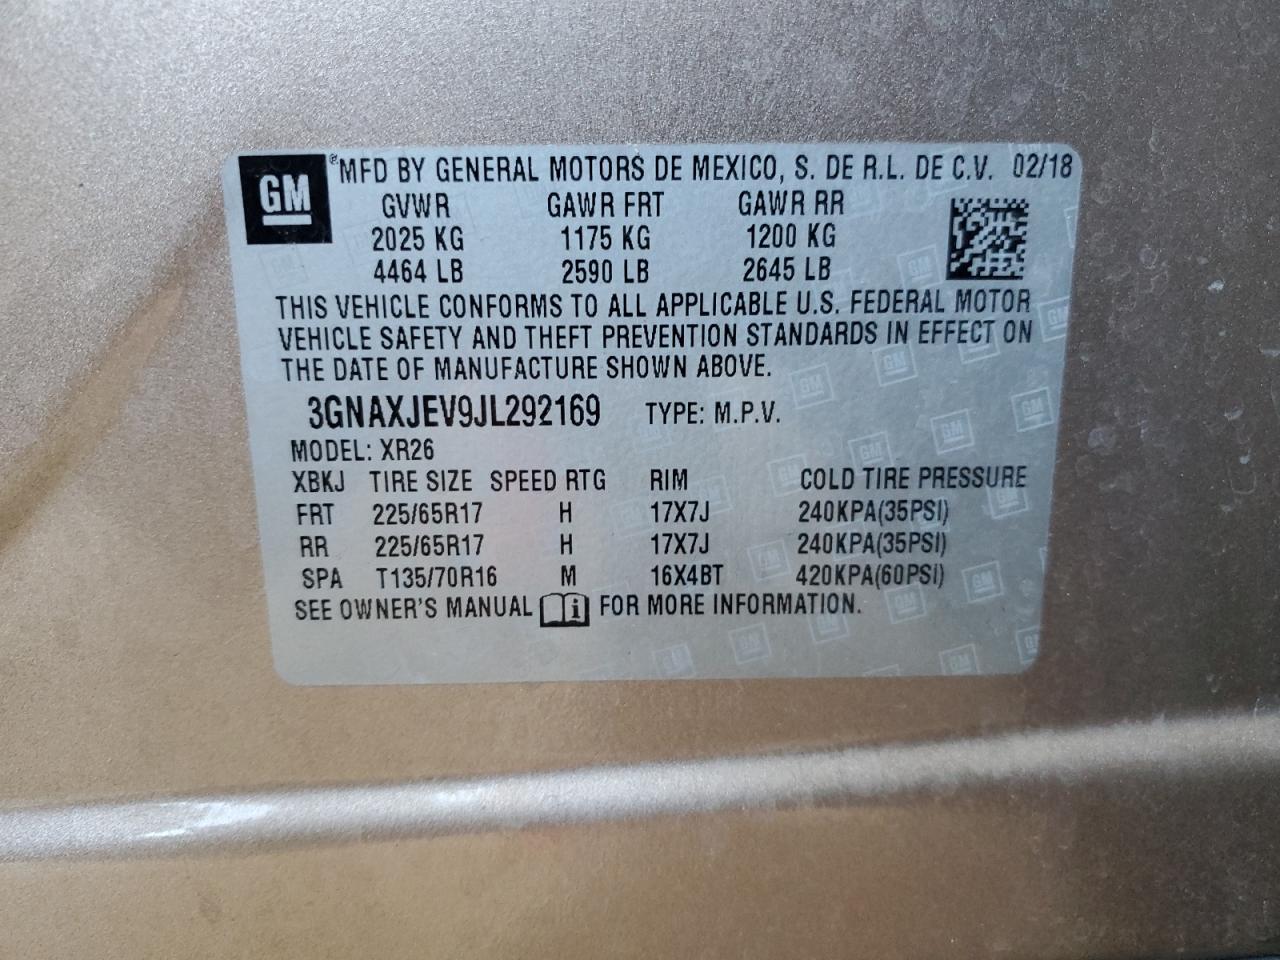 GM ® MFD BY GENERAL MOTORS DE MEXICO, S. DE R.L. DE C.V. 02/18
GVWR GAWR FRT GAWR RR
2025 KG 1175 KG 1200 KG
4464 LB 2590 LB 2645 LB
THIS VEHICLE CONFORMS TO ALL APPLICABLE U.S. FEDERAL MOTOR
VEHICLE SAFETY AND THEFT PREVENTION STANDARDS IN EFFECT ON
THE DATE OF MANUFACTURE SHOWN ABOVE.
3GNAXJEV9JL292169 TYPE: M.P.V.
MODEL: XR26
XBKJ TIRE SIZE SPEED RTG RIM COLD TIRE PRESSURE
FRT 225/65R17 H 17X7J 240KPA(35PSI)
RR 225/65R17 H 17X7J 240KPA(35PSI)
SPA T135/70R16 M 16X4BT 420KPA(60PSI)
SEE OWNER'S MANUAL i FOR MORE INFORMATION.